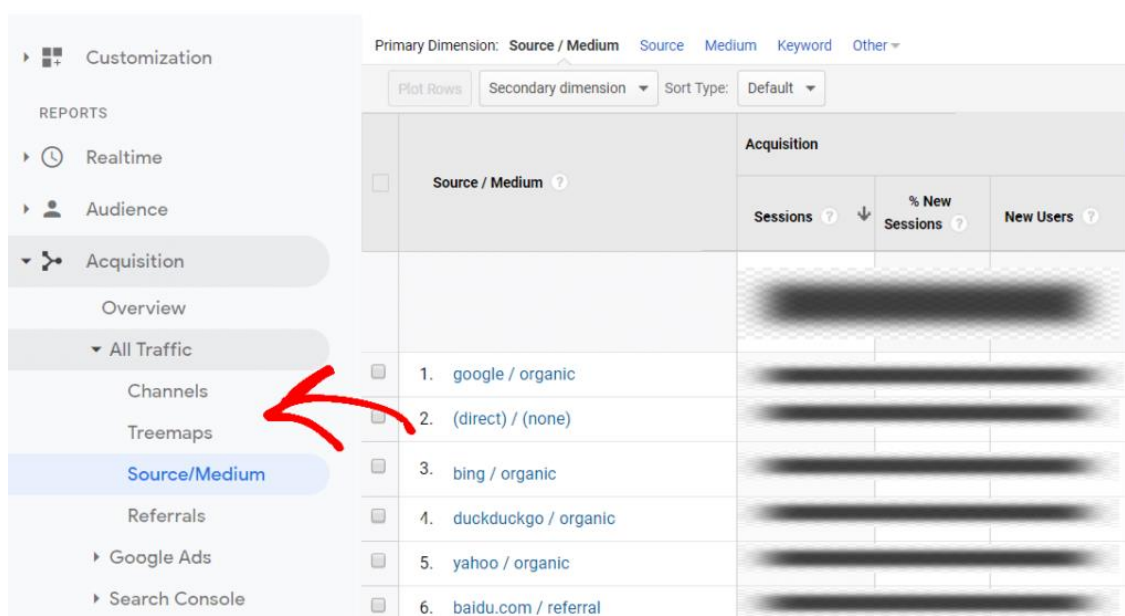 Customization
REPORTS
Realtime
Audience
Acquisition
Overview
All Traffic
Channels
Treemaps
Source/Medium
Referrals
Google Ads
Search Console
Primary Dimension: Source / Medium Source Medium Keyword Other
Plot Rows Secondary dimension Sort Type: Default
Source / Medium ?
Acquisition
Sessions ?
% New
Sessions ?
New Users ?
1. google / organic
2. (direct) / (none)
3. bing / organic
4. duckduckgo / organic
5. yahoo / organic
6. baidu.com / referral